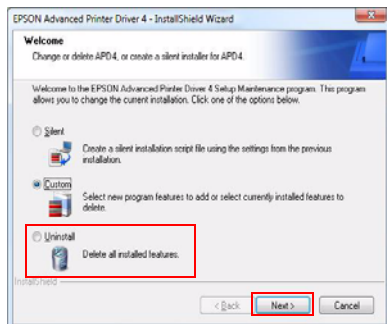 EPSON Advanced Printer Driver 4 - InstallShield Wizard
Welcome
Change or delete APD4, or create a silent installer for APD4.
Welcome to the EPSON Advanced Printer Driver 4 Setup Maintenance program. This program
allows you to change the current installation. Click one of the options below.
Silent
Create a silent installation script file using the settings from the previous
installation.
Custom
Select new program features to add or select currently installed features to
delete.
Uninstall
Delete all installed features.
InstallShield
< Back
Next >
Cancel